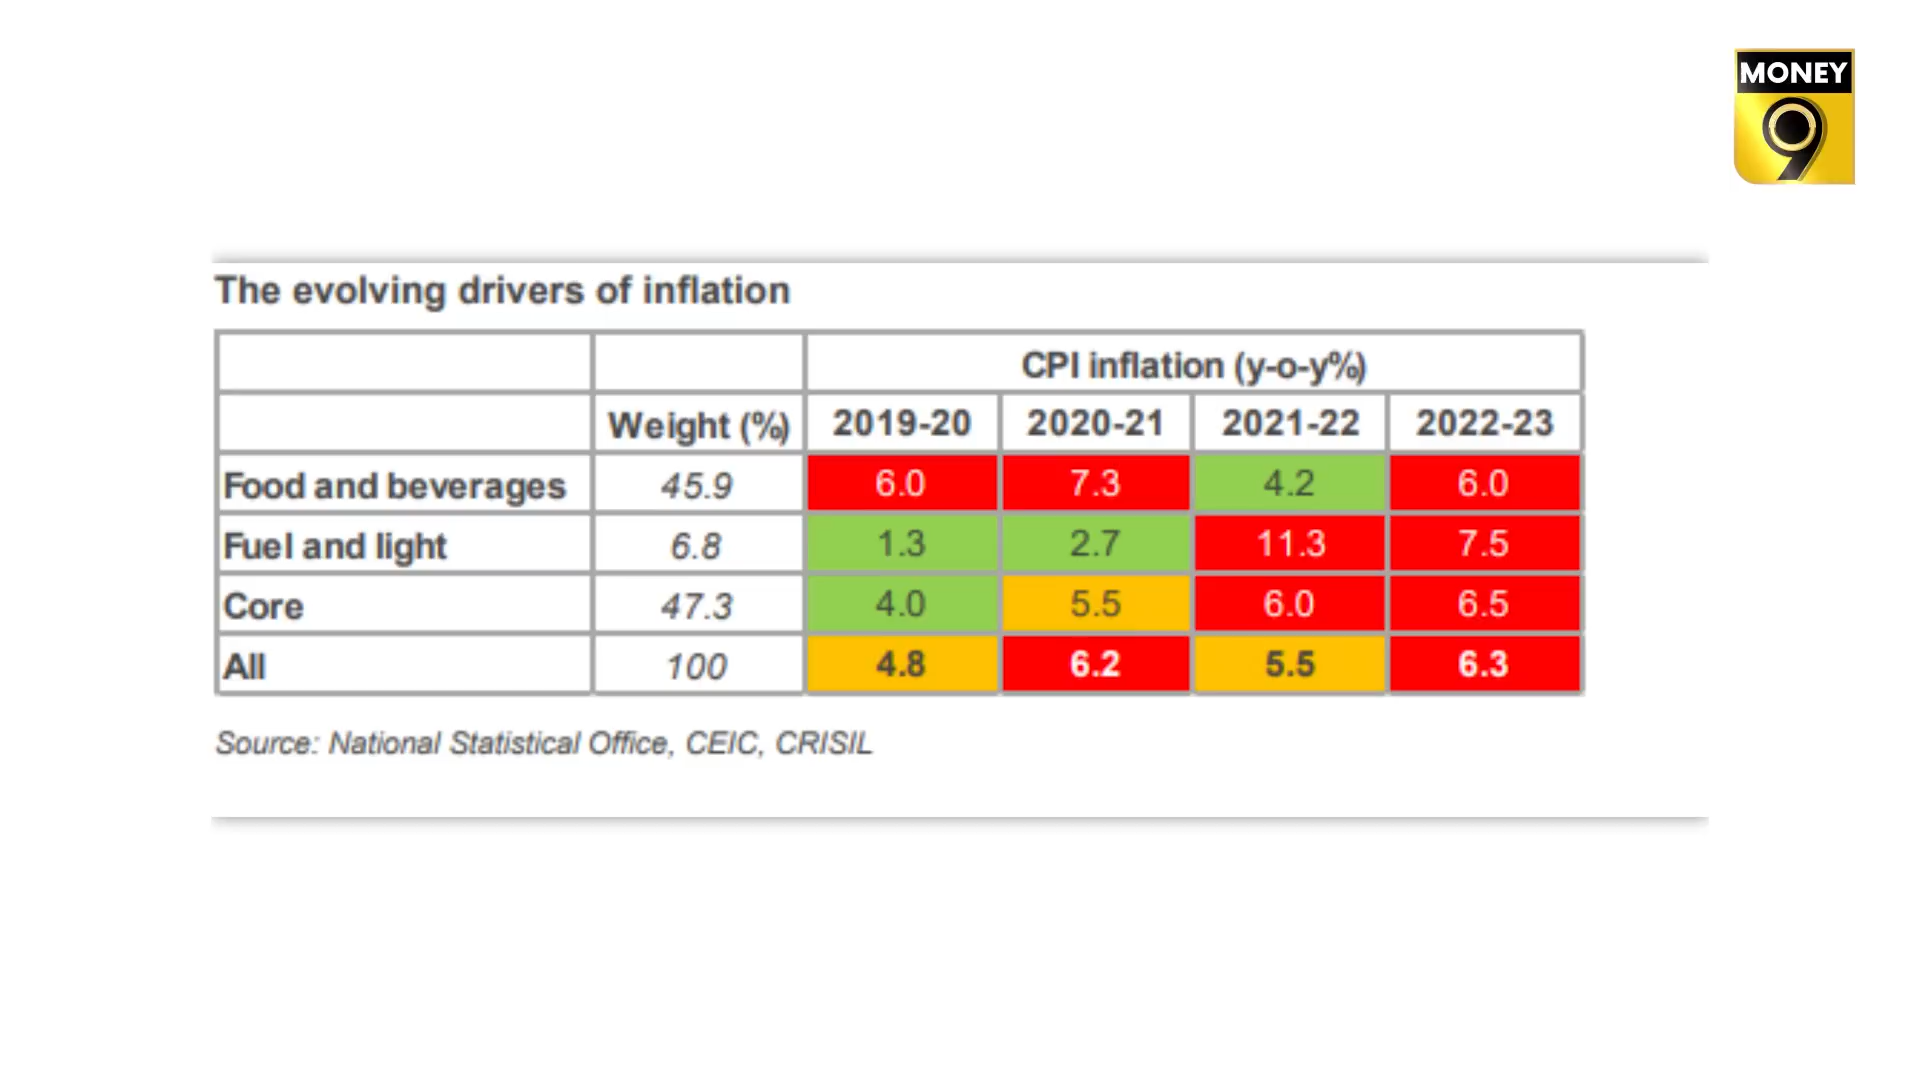 MONEY
9
The evolving drivers of inflation
CPI inflation (y-o-y%)
Weight (%) 2019-20 2020-21 2021-22 2022-23
Food and beverages 45.9 6.0 7.3 4.2 6.0
Fuel and light 6.8 1.3 2.7 11.3 7.5
Core 47.3 4.0 5.5 6.0 6.5
All 100 4.8 6.2 5.5 6.3
Source: National Statistical Office, CEIC, CRISIL